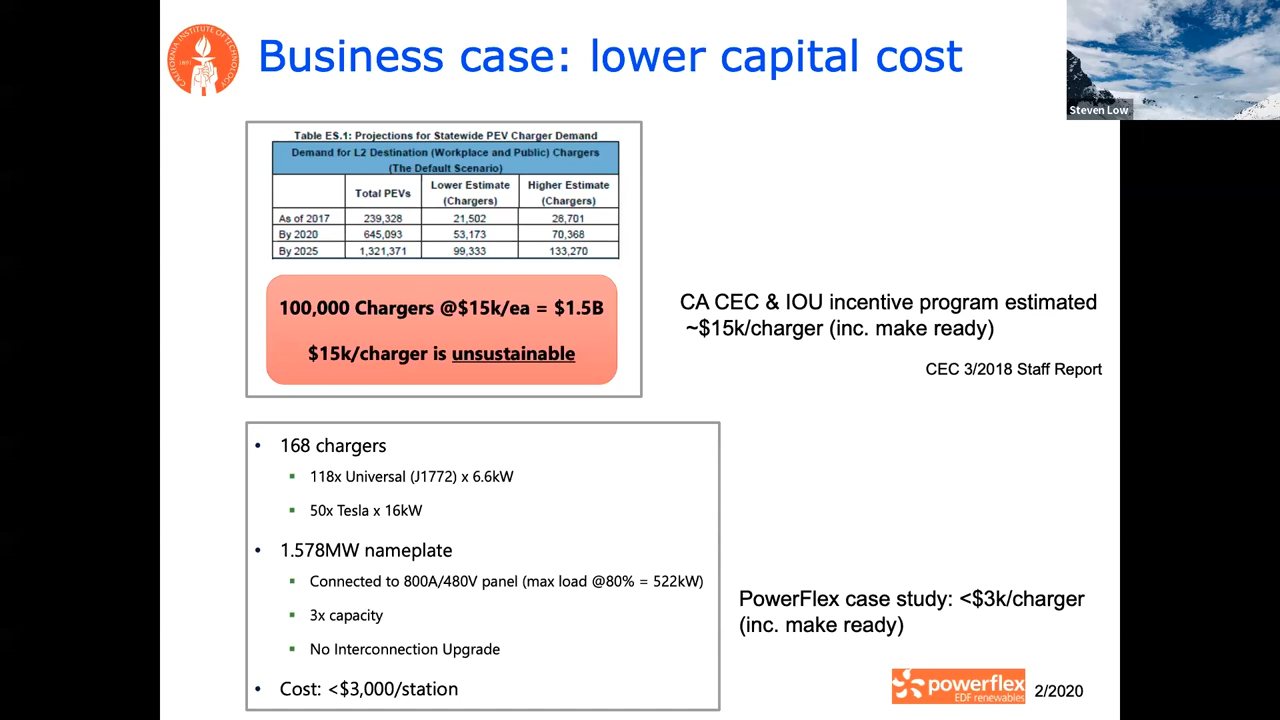 Business case: lower capital cost
Steven Low
CALIFORNIA INSTITUTE OF TECHNOLOGY
1891
Table ES.1: Projections for Statewide PEV Charger Demand
Demand for L2 Destination (Workplace and Public) Chargers
(The Default Scenario)
Total PEVs Lower Estimate (Chargers) Higher Estimate (Chargers)
As of 2017 239,328 21,502 28,701
By 2020 645,093 53,173 70,368
By 2025 1,321,371 99,333 133,270
100,000 Chargers @$15k/ea = $1.5B
$15k/charger is unsustainable
CA CEC & IOU incentive program estimated
~$15k/charger (inc. make ready)
CEC 3/2018 Staff Report
• 168 chargers
▪ 118x Universal (J1772) x 6.6kW
▪ 50x Tesla x 16kW
• 1.578MW nameplate
▪ Connected to 800A/480V panel (max load @80% = 522kW)
▪ 3x capacity
▪ No Interconnection Upgrade
• Cost: <$3,000/station
PowerFlex case study: <$3k/charger
(inc. make ready)
powerflex
EDF renewables
2/2020